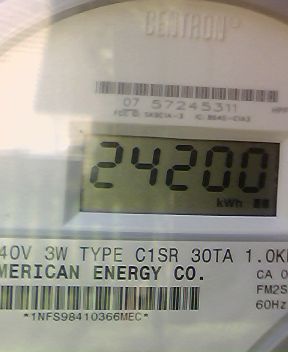 CENTRON®
07 57245311
24200
kWh
40V 3W TYPE C1SR 30TA 1.0K
MERICAN ENERGY CO.
CA 0
FM2S
60Hz
*1NFS98410366MEC*